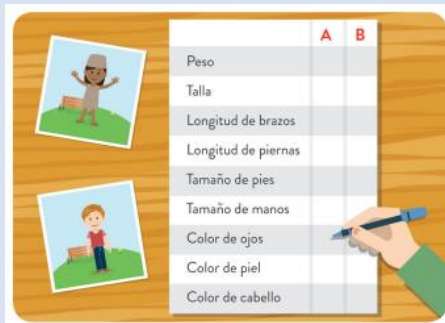 A B
Peso
Talla
Longitud de brazos
Longitud de piernas
Tamaño de pies
Tamaño de manos
Color de ojos
Color de piel
Color de cabello